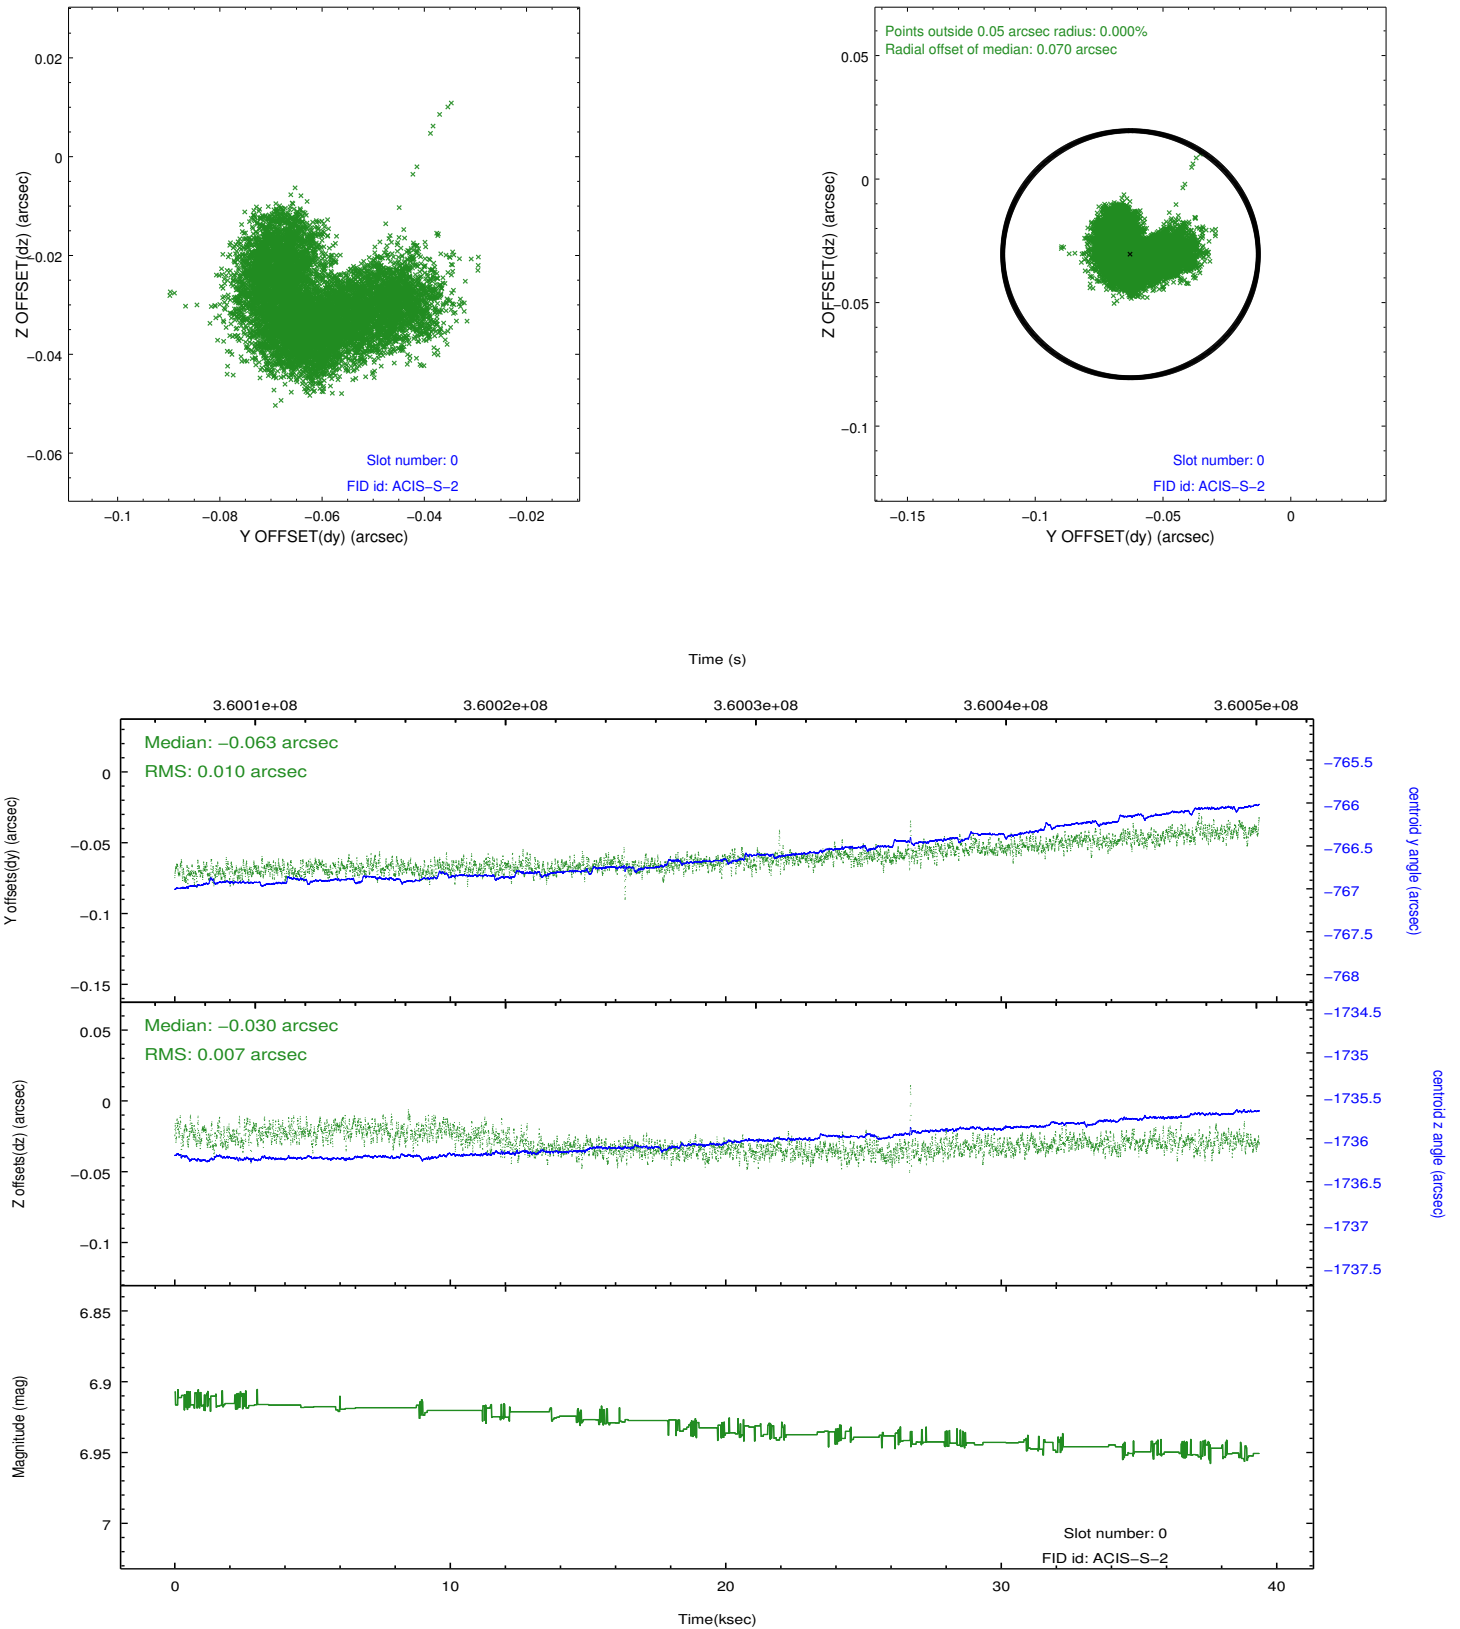 0.02
0
−0.02
−0.04
−0.06
Z OFFSET(dz) (arcsec)
Slot number: 0
FID id: ACIS−S−2
−0.1
−0.08
−0.06
−0.04
−0.02
Y OFFSET(dy) (arcsec)
Points outside 0.05 arcsec radius: 0.000%
Radial offset of median: 0.070 arcsec
0.05
0
−0.05
−0.1
Z OFFSET(dz) (arcsec)
Slot number: 0
FID id: ACIS−S−2
−0.15
−0.1
−0.05
0
Y OFFSET(dy) (arcsec)
Time (s)
3.6001e+08
3.6002e+08
3.6003e+08
3.6004e+08
3.6005e+08
Median: −0.063 arcsec
RMS: 0.010 arcsec
0
−0.05
−0.1
−0.15
Y offsets(dy) (arcsec)
−765.5
−766
−766.5
−767
−767.5
−768
centroid y angle (arcsec)
Median: −0.030 arcsec
RMS: 0.007 arcsec
0.05
0
−0.05
−0.1
Z offsets(dz) (arcsec)
−1734.5
−1735
−1735.5
−1736
−1736.5
−1737
−1737.5
centroid z angle (arcsec)
6.85
6.9
6.95
7
Magnitude (mag)
Slot number: 0
FID id: ACIS−S−2
0
10
20
30
40
Time(ksec)